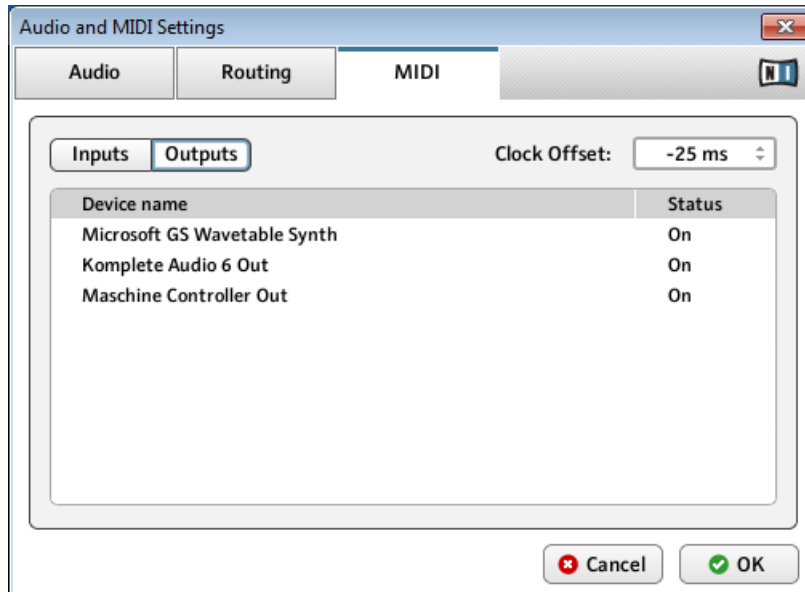 Audio and MIDI Settings
Audio Routing MIDI
NI
Inputs Outputs Clock Offset: -25 ms
Device name Status
Microsoft GS Wavetable Synth On
Komplete Audio 6 Out On
Maschine Controller Out On
Cancel OK